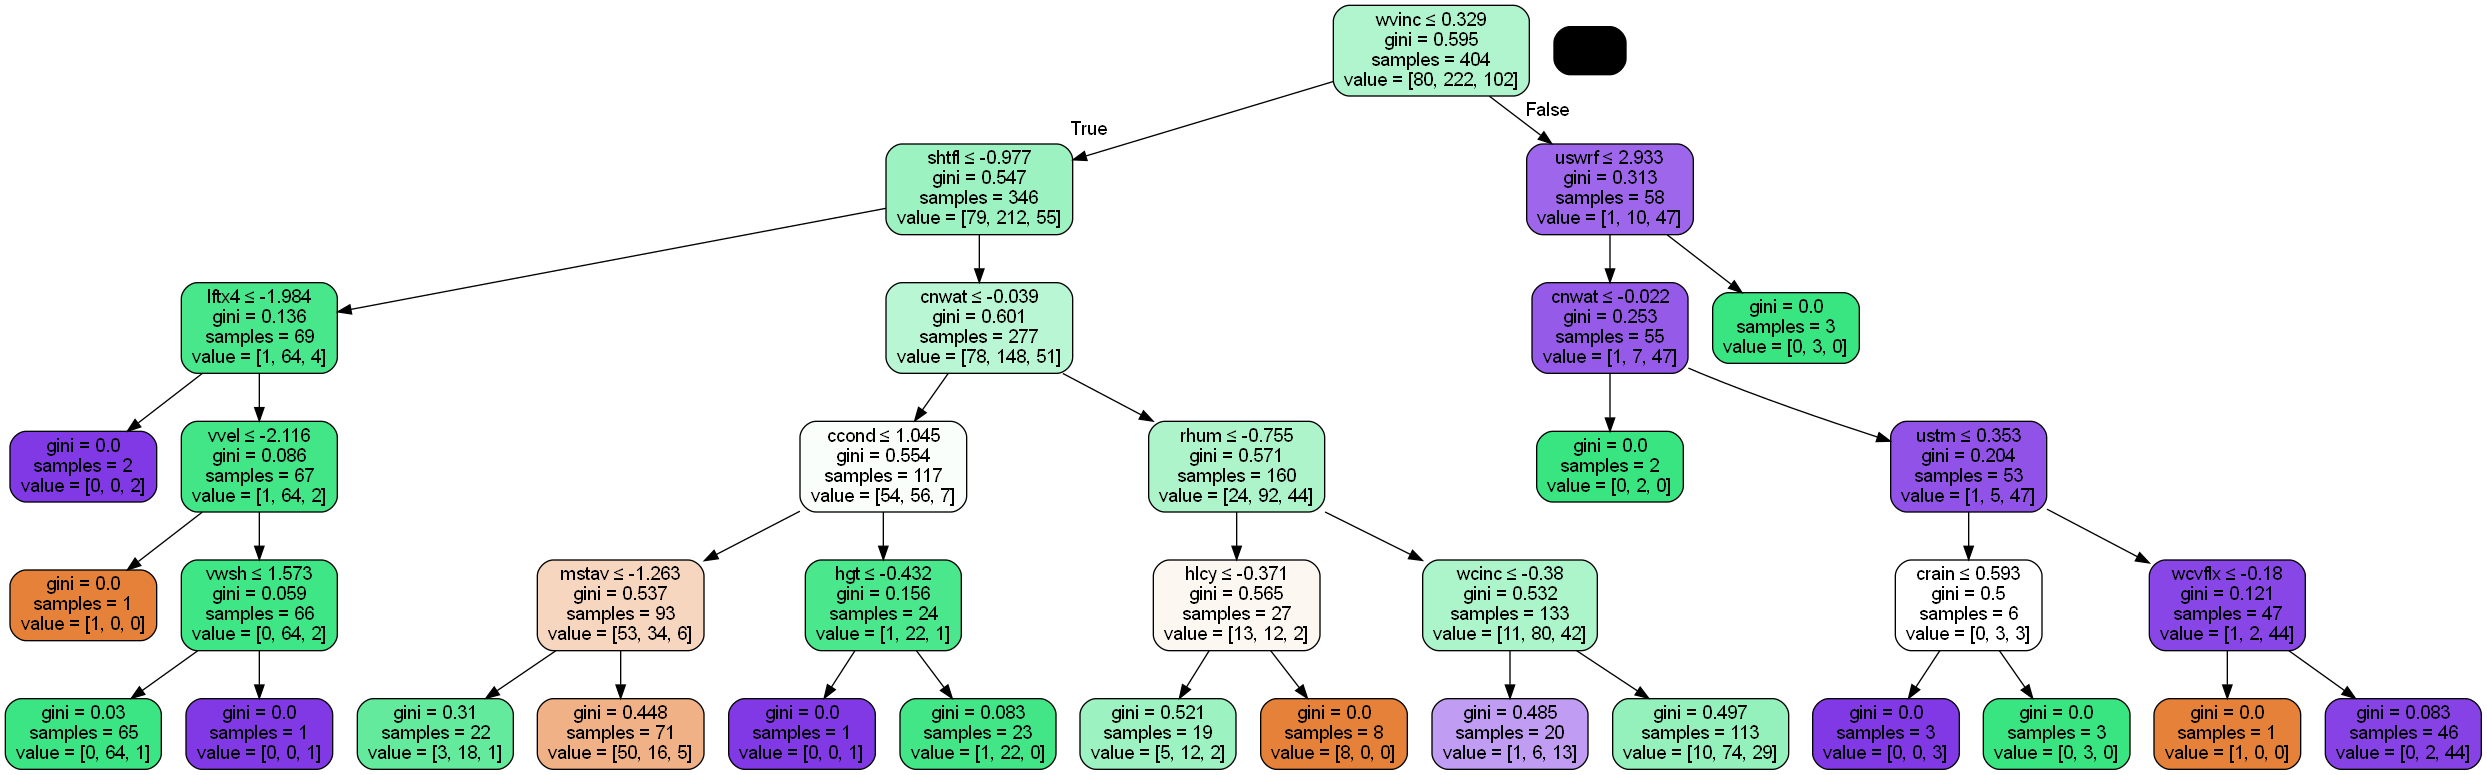 wvinc ≤ 0.329
gini = 0.595
samples = 404
value = [80, 222, 102]
True
False
shtfl ≤ -0.977
gini = 0.547
samples = 346
value = [79, 212, 55]
uswrf ≤ 2.933
gini = 0.313
samples = 58
value = [1, 10, 47]
lftx4 ≤ -1.984
gini = 0.136
samples = 69
value = [1, 64, 4]
cnwat ≤ -0.039
gini = 0.601
samples = 277
value = [78, 148, 51]
cnwat ≤ -0.022
gini = 0.253
samples = 55
value = [1, 7, 47]
gini = 0.0
samples = 3
value = [0, 3, 0]
gini = 0.0
samples = 2
value = [0, 0, 2]
vvel ≤ -2.116
gini = 0.086
samples = 67
value = [1, 64, 2]
ccond ≤ 1.045
gini = 0.554
samples = 117
value = [54, 56, 7]
rhum ≤ -0.755
gini = 0.571
samples = 160
value = [24, 92, 44]
gini = 0.0
samples = 2
value = [0, 2, 0]
ustm ≤ 0.353
gini = 0.204
samples = 53
value = [1, 5, 47]
gini = 0.0
samples = 1
value = [1, 0, 0]
vwsh ≤ 1.573
gini = 0.059
samples = 66
value = [0, 64, 2]
mstav ≤ -1.263
gini = 0.537
samples = 93
value = [53, 34, 6]
hgt ≤ -0.432
gini = 0.156
samples = 24
value = [1, 22, 1]
hlcy ≤ -0.371
gini = 0.565
samples = 27
value = [13, 12, 2]
wcinc ≤ -0.38
gini = 0.532
samples = 133
value = [11, 80, 42]
crain ≤ 0.593
gini = 0.5
samples = 6
value = [0, 3, 3]
wcvflx ≤ -0.18
gini = 0.121
samples = 47
value = [1, 2, 44]
gini = 0.03
samples = 65
value = [0, 64, 1]
gini = 0.0
samples = 1
value = [0, 0, 1]
gini = 0.31
samples = 22
value = [3, 18, 1]
gini = 0.448
samples = 71
value = [50, 16, 5]
gini = 0.0
samples = 1
value = [0, 0, 1]
gini = 0.083
samples = 23
value = [1, 22, 0]
gini = 0.521
samples = 19
value = [5, 12, 2]
gini = 0.0
samples = 8
value = [8, 0, 0]
gini = 0.485
samples = 20
value = [1, 6, 13]
gini = 0.497
samples = 113
value = [10, 74, 29]
gini = 0.0
samples = 3
value = [0, 0, 3]
gini = 0.0
samples = 3
value = [0, 3, 0]
gini = 0.0
samples = 1
value = [1, 0, 0]
gini = 0.083
samples = 46
value = [0, 2, 44]